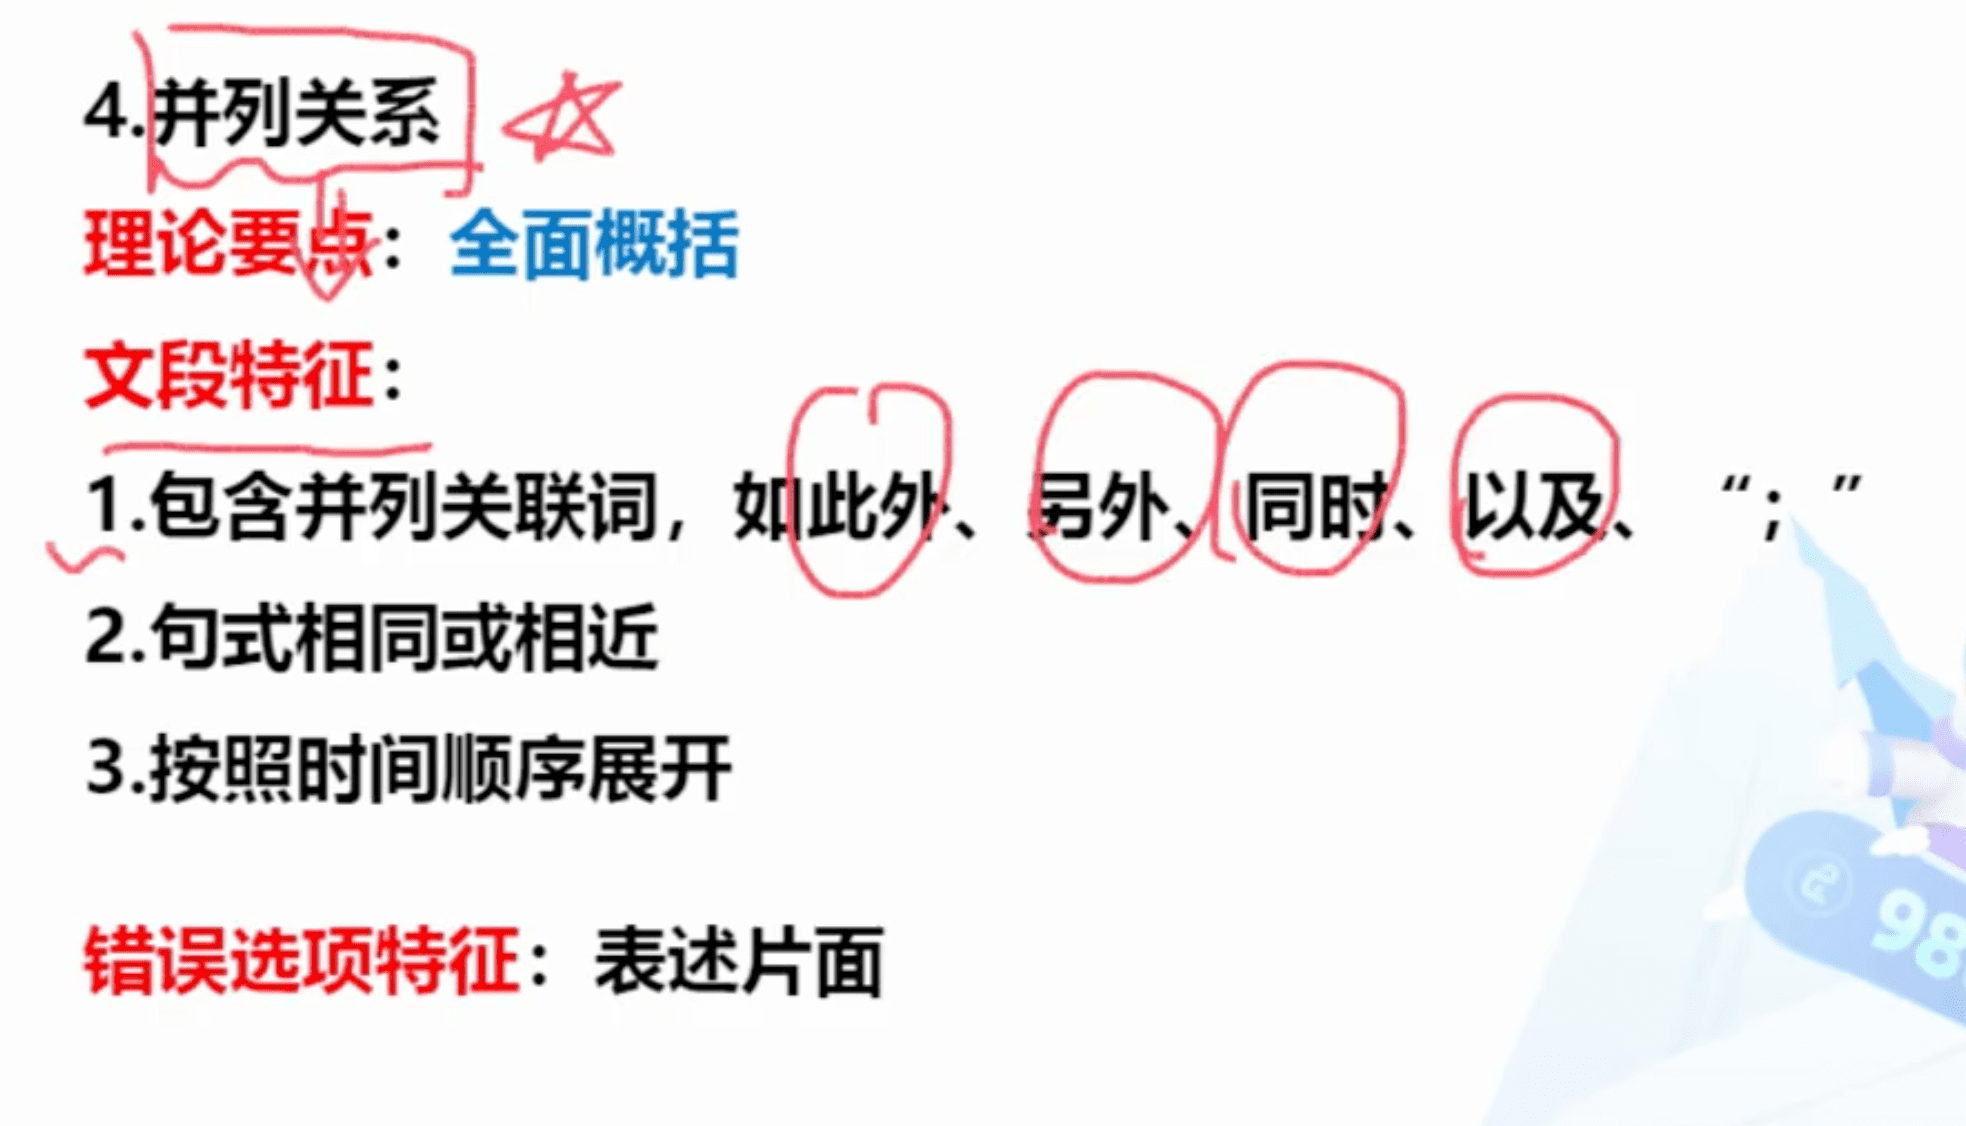 4.并列关系
理论要点：全面概括
文段特征：
1.包含并列关联词，如此外、另外、同时、以及、“；”
2.句式相同或相近
3.按照时间顺序展开
错误选项特征：表述片面
98